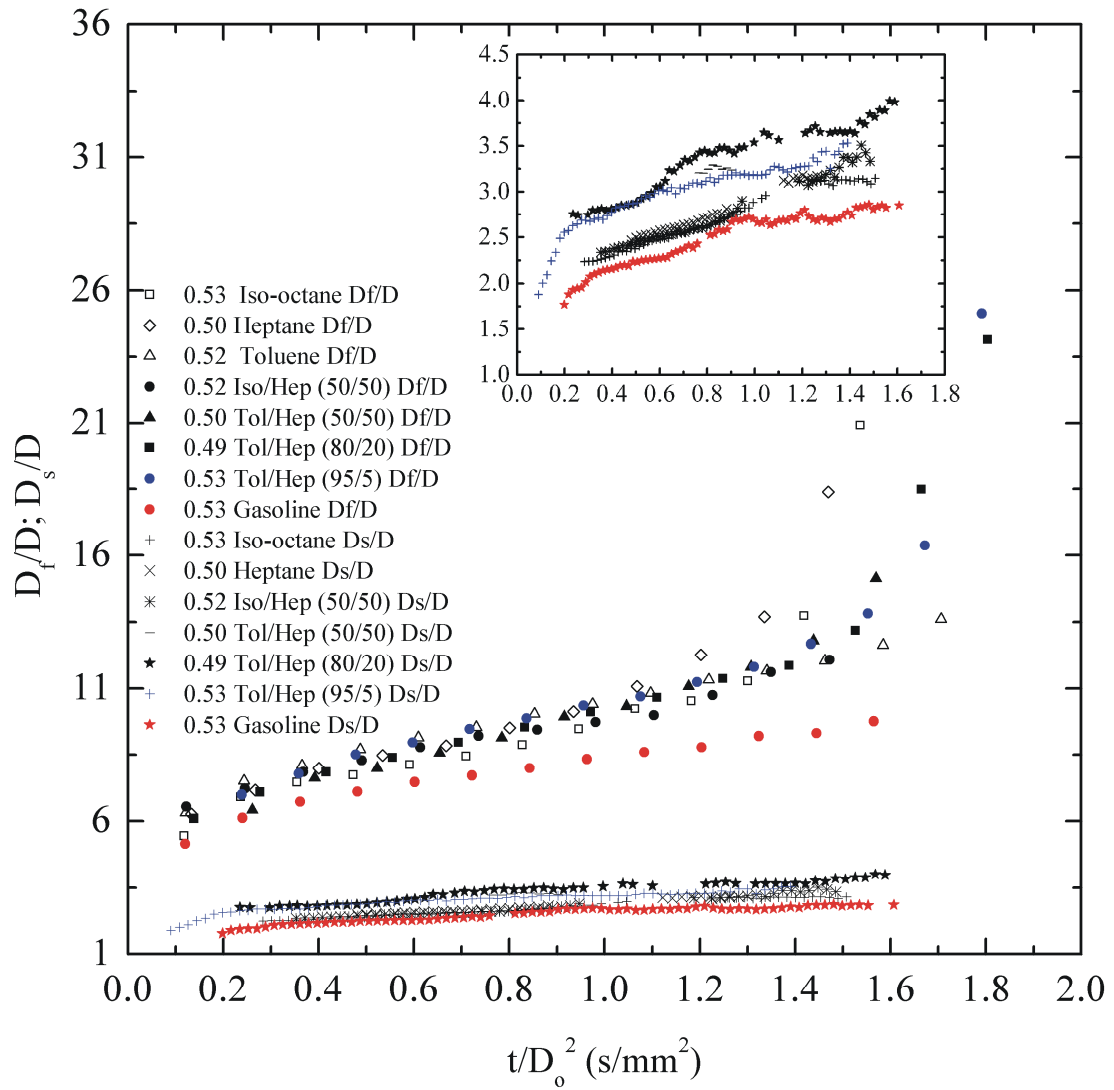 36
31
26
21
16
11
6
1
D_f/D; D_s/D
4.5
4.0
3.5
3.0
2.5
2.0
1.5
1.0
0.0 0.2 0.4 0.6 0.8 1.0 1.2 1.4 1.6 1.8
0.53 Iso-octane Df/D
0.50 Heptane Df/D
0.52 Toluene Df/D
0.52 Iso/Hep (50/50) Df/D
0.50 Tol/Hep (50/50) Df/D
0.49 Tol/Hep (80/20) Df/D
0.53 Tol/Hep (95/5) Df/D
0.53 Gasoline Df/D
0.53 Iso-octane Ds/D
0.50 Heptane Ds/D
0.52 Iso/Hep (50/50) Ds/D
0.50 Tol/Hep (50/50) Ds/D
0.49 Tol/Hep (80/20) Ds/D
0.53 Tol/Hep (95/5) Ds/D
0.53 Gasoline Ds/D
0.0 0.2 0.4 0.6 0.8 1.0 1.2 1.4 1.6 1.8 2.0
t/D_o^2 (s/mm^2)